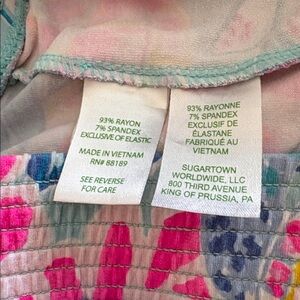 93% RAYON
7% SPANDEX
EXCLUSIVE OF ELASTIC
MADE IN VIETNAM
RN# 88189
SEE REVERSE
FOR CARE
93% RAYONNE
7% SPANDEX
EXCLUSIF DE
ÉLASTANE
FABRIQUÉ AU
VIETNAM
SUGARTOWN
WORLDWIDE, LLC
800 THIRD AVENUE
KING OF PRUSSIA, PA